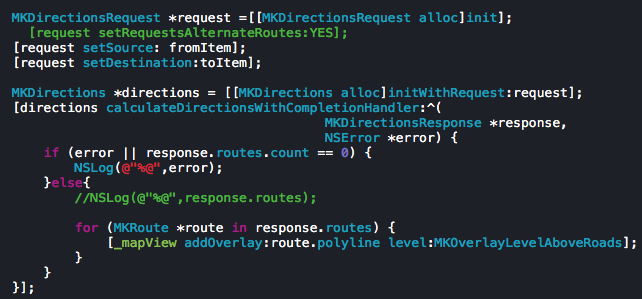 MKDirectionsRequest *request =[[MKDirectionsRequest alloc]init];
[request setRequestsAlternateRoutes:YES];
[request setSource: fromItem];
[request setDestination:toItem];
MKDirections *directions = [[MKDirections alloc]initWithRequest:request];
[directions calculateDirectionsWithCompletionHandler:^(
MKDirectionsResponse *response,
NSError *error) {
if (error || response.routes.count == 0) {
NSLog(@"%@",error);
}else{
//NSLog(@"%@",response.routes);
for (MKRoute *route in response.routes) {
[_mapView addOverlay:route.polyline level:MKOverlayLevelAboveRoads];
}
}
}];